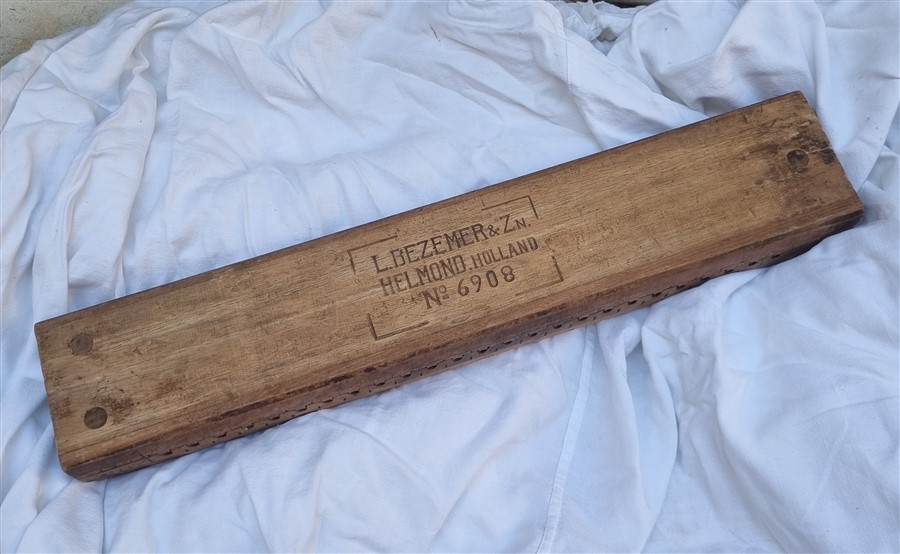 L.BEZEMER & ZN.
HELMOND.HOLLAND
No 6908